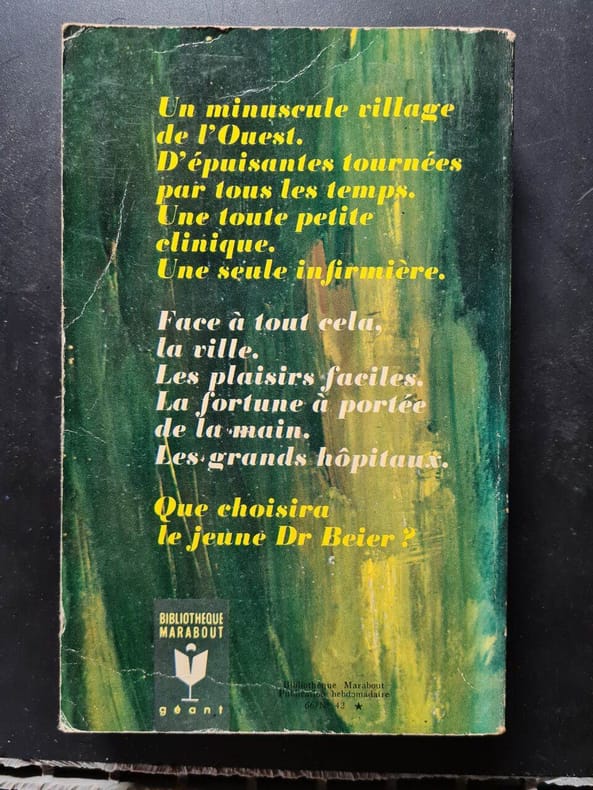 Un minuscule village
de l'Ouest.
D'épuisantes tournées
par tous les temps.
Une toute petite
clinique.
Une seule infirmière.
Face à tout cela,
la ville.
Les plaisirs faciles.
La fortune à portée
de la main.
Les grands hôpitaux.
Que choisira
le jeune Dr Beier ?
BIBLIOTHEQUE
MARABOUT
géant
Bibliothèque Marabout
Publication hebdomadaire
66/N° 42 ★